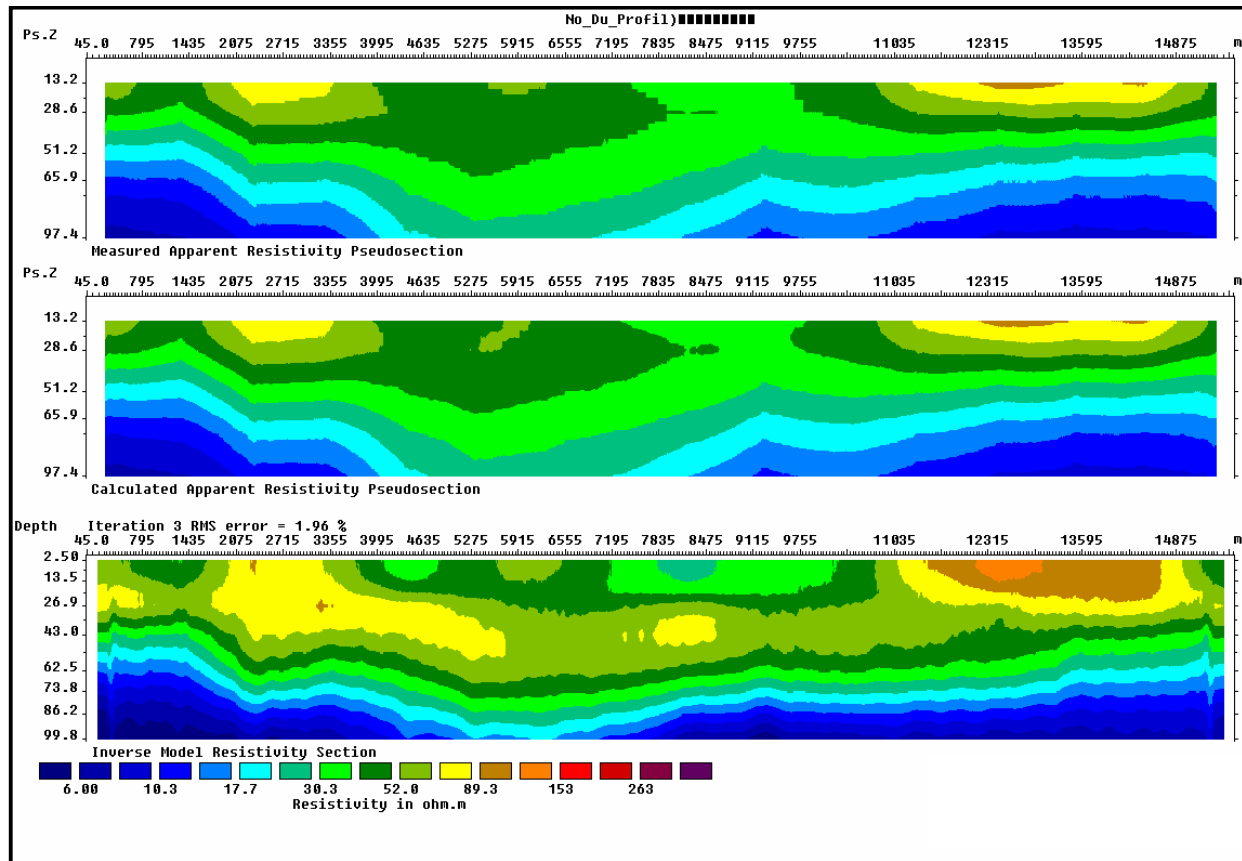 No_Du_Profil)
Ps.Z
45.0 795 1435 2075 2715 3355 3995 4635 5275 5915 6555 7195 7835 8475 9115 9755 11035 12315 13595 14875 m
13.2
28.6
51.2
65.9
97.4
Measured Apparent Resistivity Pseudosection
Ps.Z
45.0 795 1435 2075 2715 3355 3995 4635 5275 5915 6555 7195 7835 8475 9115 9755 11035 12315 13595 14875 m
13.2
28.6
51.2
65.9
97.4
Calculated Apparent Resistivity Pseudosection
Depth Iteration 3 RMS error = 1.96 %
45.0 795 1435 2075 2715 3355 3995 4635 5275 5915 6555 7195 7835 8475 9115 9755 11035 12315 13595 14875 m
2.50
13.5
26.9
43.0
62.5
73.8
86.2
99.8
Inverse Model Resistivity Section
6.00 10.3 17.7 30.3 52.0 89.3 153 263
Resistivity in ohm.m